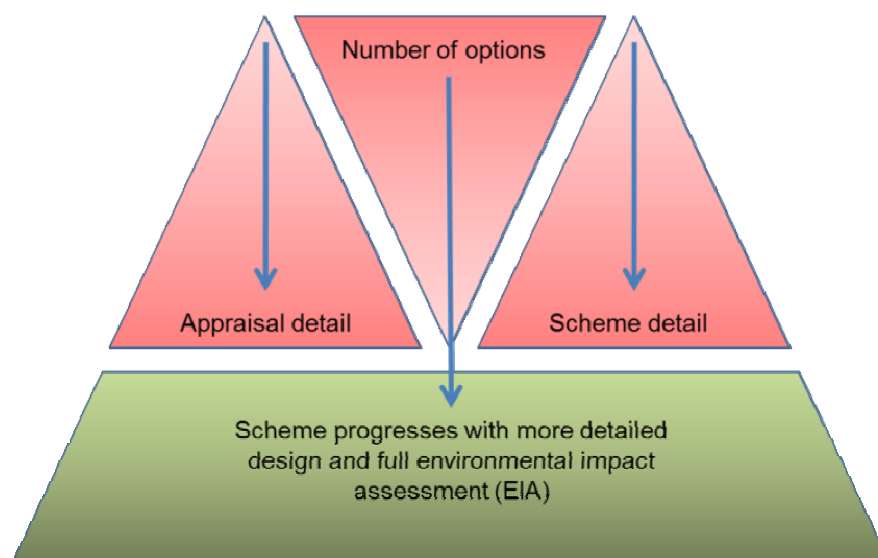 Number of options
Appraisal detail
Scheme detail
Scheme progresses with more detailed
design and full environmental impact
assessment (EIA)